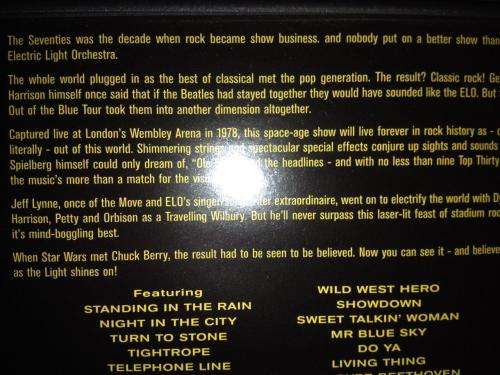 The Seventies was the decade when rock became show business. and nobody put on a better show than
Electric Light Orchestra.
The whole world plugged in as the best of classical met the pop generation. The result? Classic rock!
Harrison himself once said that if the Beatles had stayed together they would have sounded like the ELO. But
Out of the Blue Tour took them into another dimension altogether.
Captured live at London's Wembley Arena in 1978, this space-age show will live forever in rock history as -
literally - out of this world. Shimmering strings spectacular special effects conjure up sights and sounds
Spielberg himself could only dream of, "Ole the headlines - and with no less than nine Top Thirty
the music's more than a match for the
Jeff Lynne, once of the Move and ELO's extraordinaire, went on to electrify the world with
Harrison, Petty and Orbison as a Travelling Wilbury. But he'll never surpass this laser-lit feast of stadium
it's mind-boggling best.
When Star Wars met Chuck Berry, the result had to be seen to be believed. Now you can see it - and
as the Light shines on!
Featuring
STANDING IN THE RAIN
NIGHT IN THE CITY
TURN TO STONE
TIGHTROPE
TELEPHONE LINE
WILD WEST HERO
SHOWDOWN
SWEET TALKIN' WOMAN
MR BLUE SKY
DO YA
LIVING THING